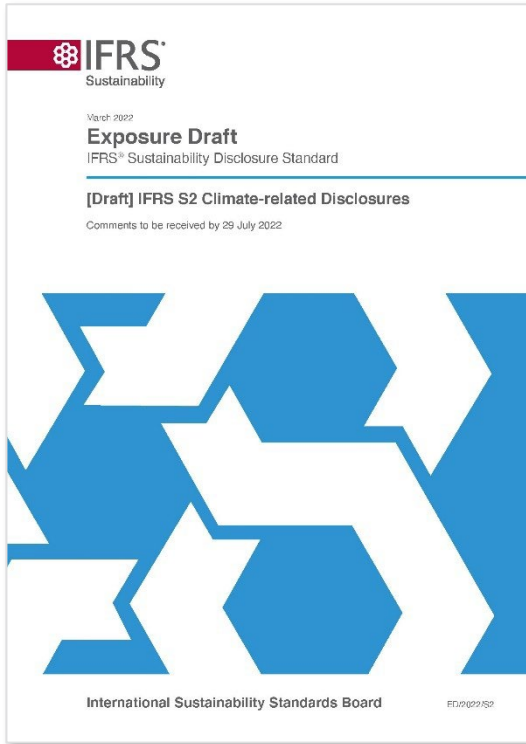 IFRS®
Sustainability
March 2022
Exposure Draft
IFRS® Sustainability Disclosure Standard
[Draft] IFRS S2 Climate-related Disclosures
Comments to be received by 29 July 2022
International Sustainability Standards Board
ED/2022/S2